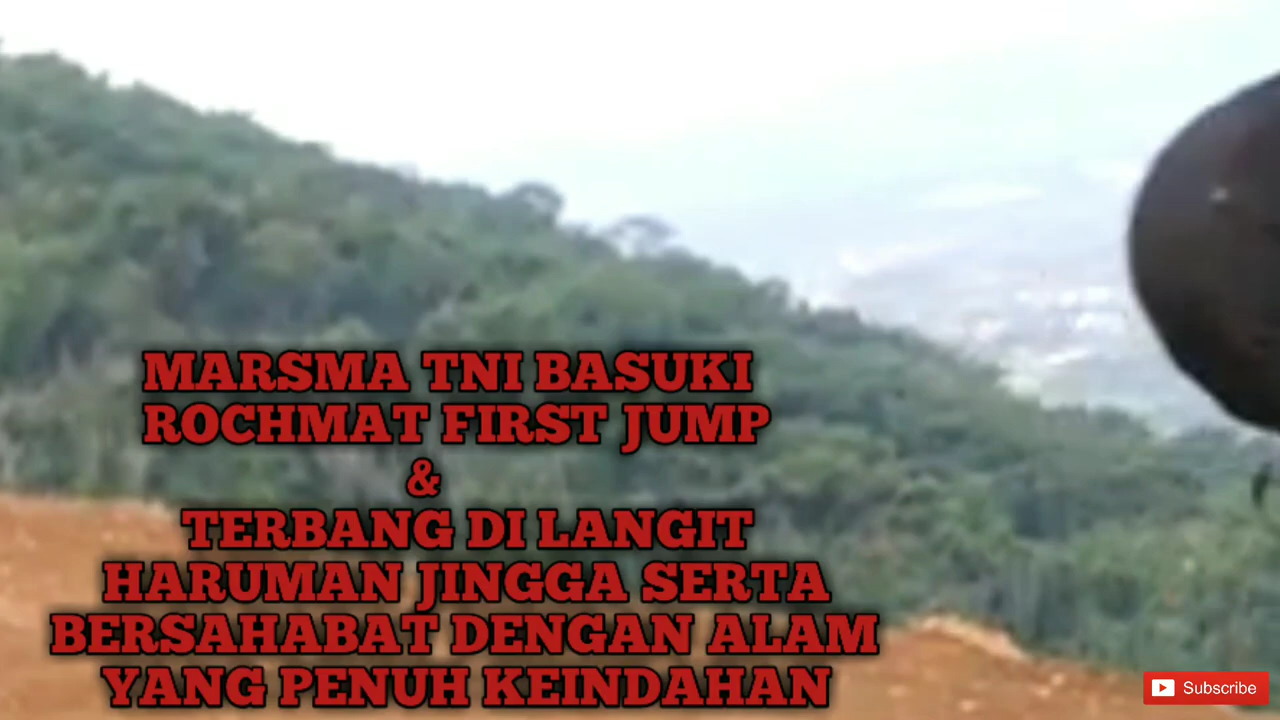 MARSMA TNI BASUKI
ROCHMAT FIRST JUMP
&
TERBANG DI LANGIT
HARUMAN JINGGA SERTA
BERSAHABAT DENGAN ALAM
YANG PENUH KEINDAHAN
Subscribe